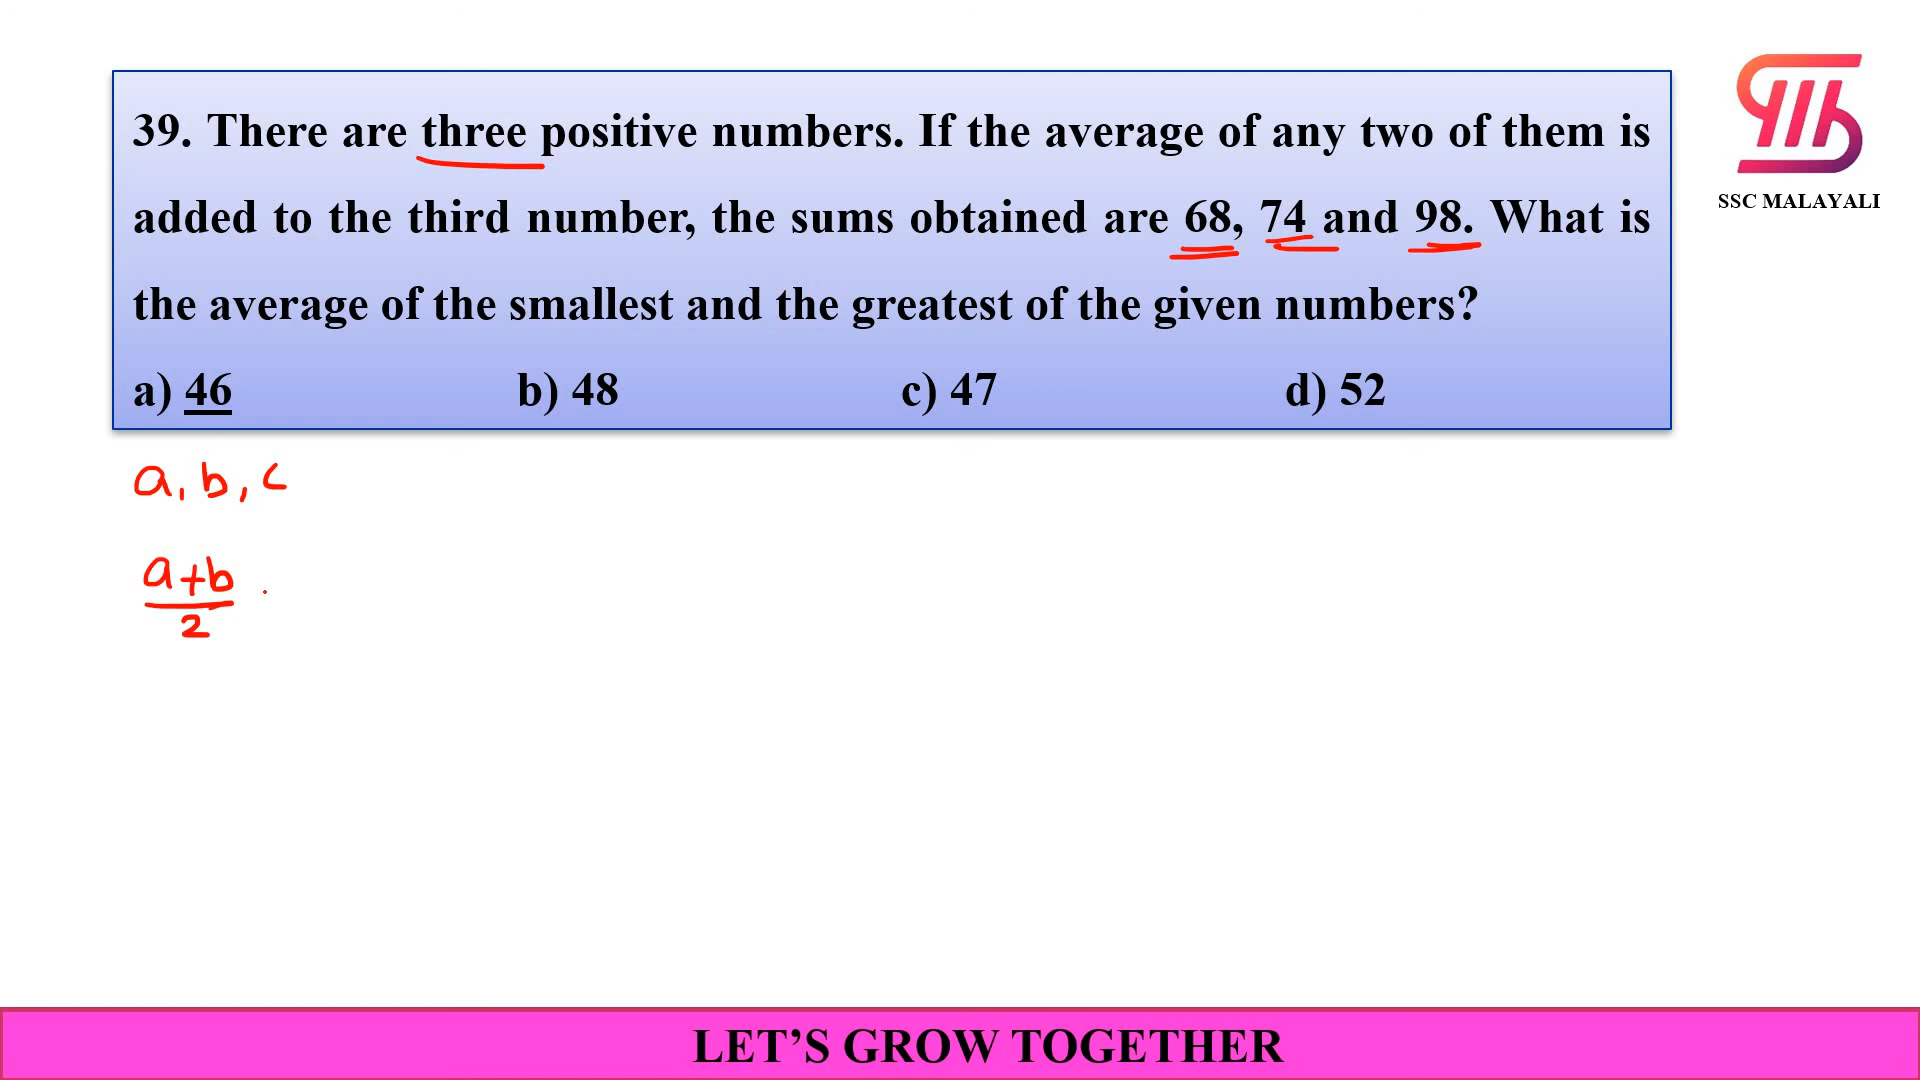 39. There are three positive numbers. If the average of any two of them is
added to the third number, the sums obtained are 68, 74 and 98. What is
the average of the smallest and the greatest of the given numbers?
a) 46 b) 48 c) 47 d) 52
SSC MALAYALI
a, b, c
a+b
2
LET’S GROW TOGETHER